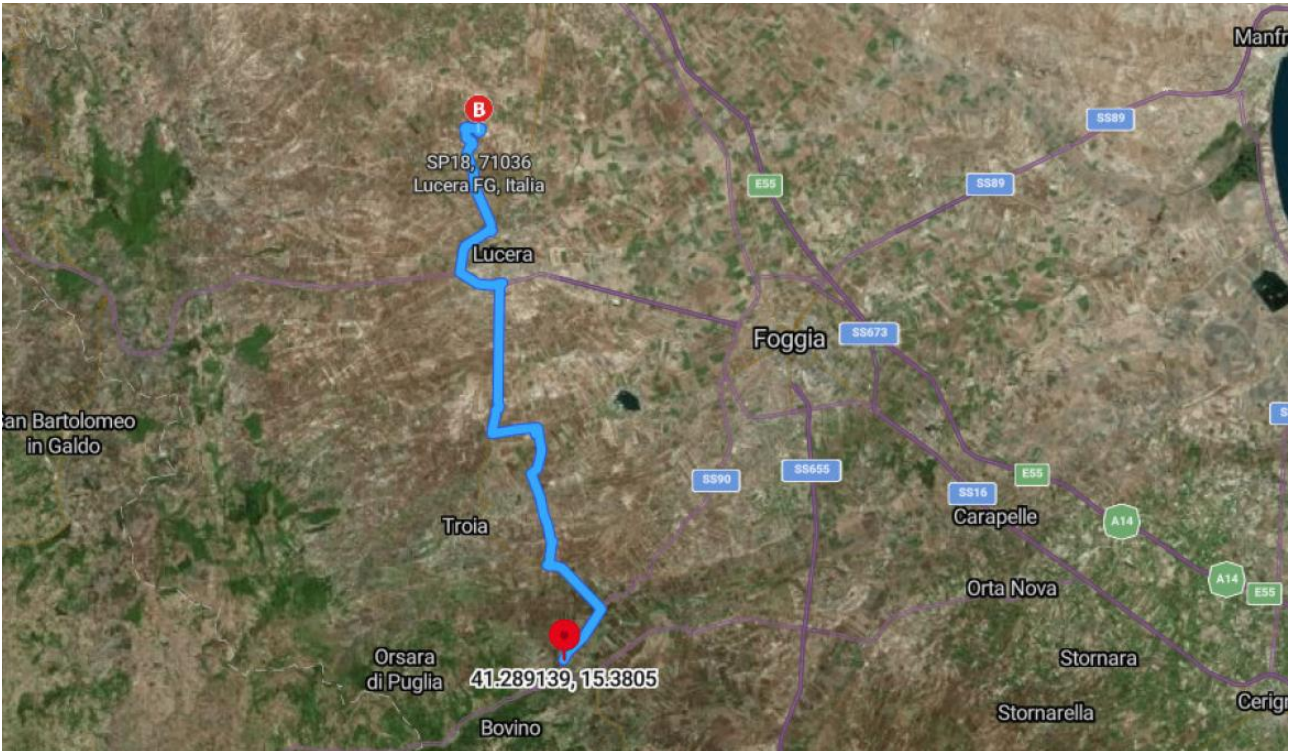 Manfr
B
SS89
SP18, 71036
Lucera FG, Italia
E55
SS89
Lucera
Foggia
SS673
San Bartolomeo
in Galdo
S
SS90
SS655
E55
SS16
Carapelle
Troia
A14
A14
E55
Orta Nova
Orsara
di Puglia
41.289139, 15.3805
Stornara
Bovino
Stornarella
Cerign